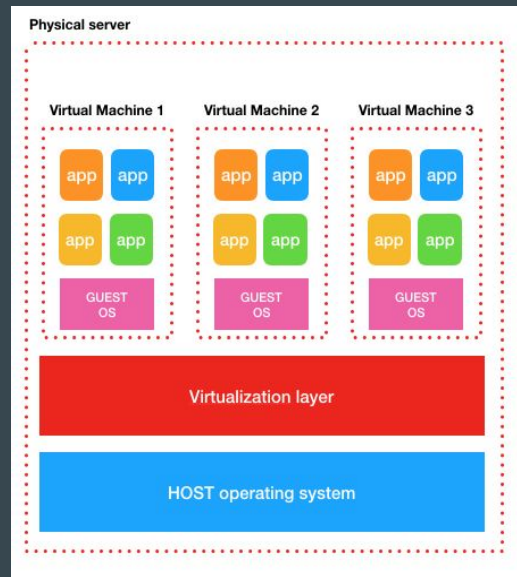 Physical server
Virtual Machine 1 Virtual Machine 2 Virtual Machine 3
app app app app app app
app app app app app app
GUEST GUEST GUEST
OS OS OS
Virtualization layer
HOST operating system